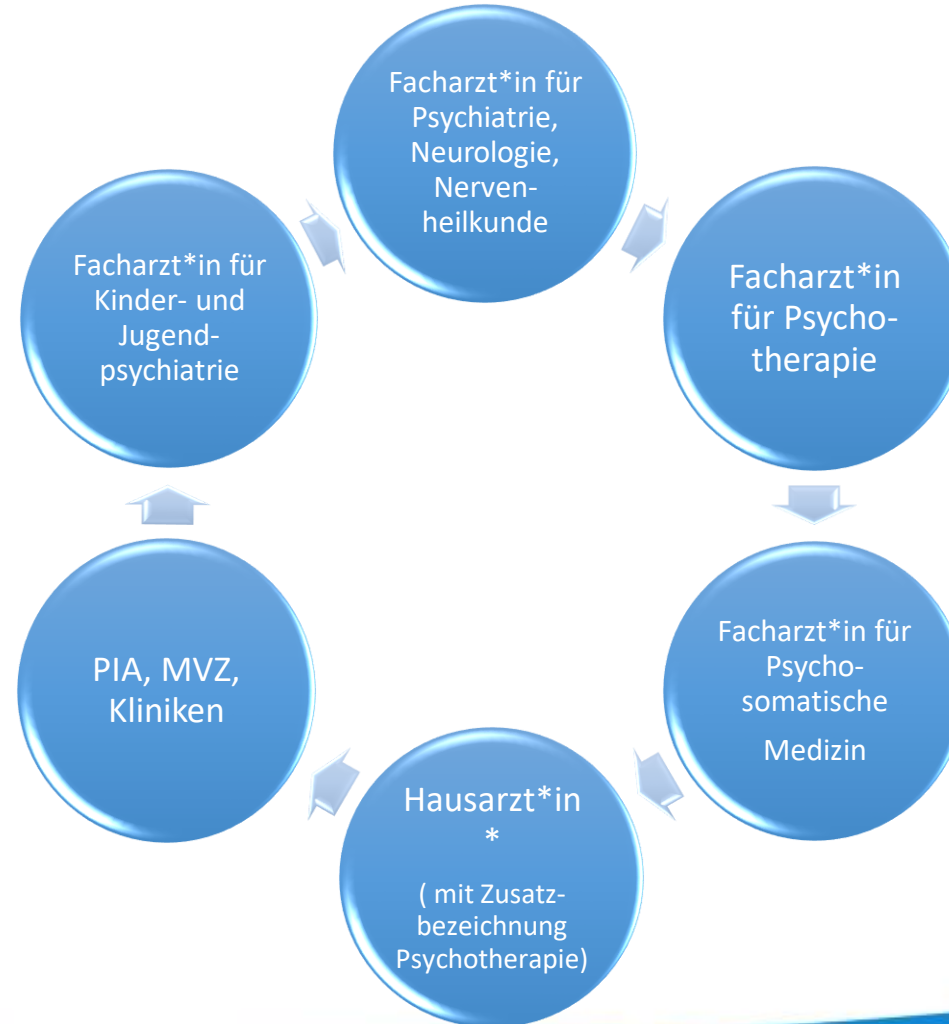 Facharzt*in für
Psychiatrie,
Neurologie,
Nerven-
heilkunde
Facharzt*in
für Psycho-
therapie
Facharzt*in für
Psycho-
somatische
Medizin
Hausarzt*in
*
( mit Zusatz-
bezeichnung
Psychotherapie)
PIA, MVZ,
Kliniken
Facharzt*in für
Kinder- und
Jugend-
psychiatrie